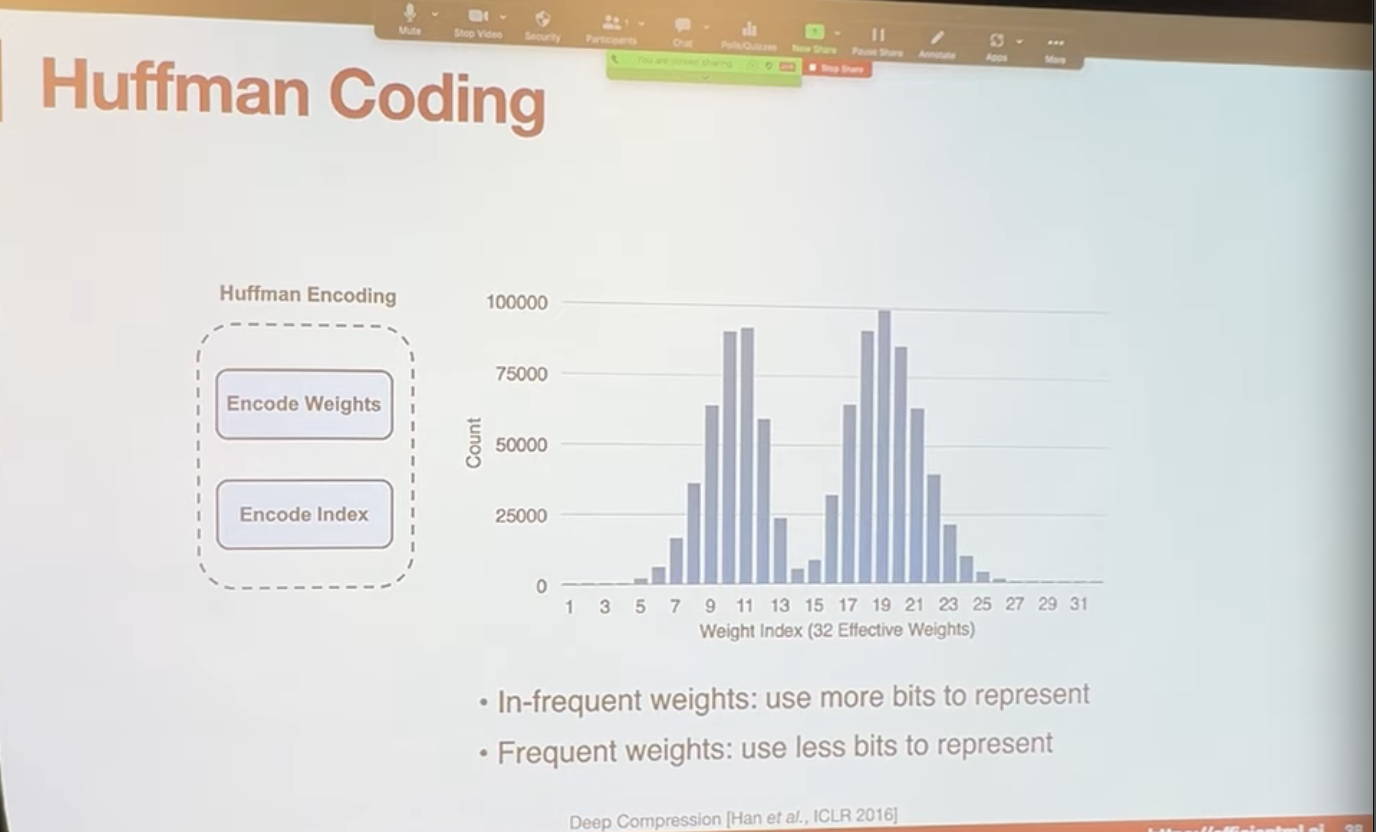 Mute Stop Video Security Participants 1 Chat Polls/Quizzes New Share Pause Share Annotate Apps More
You are screen sharing Stop Share
Huffman Coding
Huffman Encoding
Encode Weights
Encode Index
100000
75000
50000
25000
0
Count
1 3 5 7 9 11 13 15 17 19 21 23 25 27 29 31
Weight Index (32 Effective Weights)
• In-frequent weights: use more bits to represent
• Frequent weights: use less bits to represent
Deep Compression [Han et al., ICLR 2016]